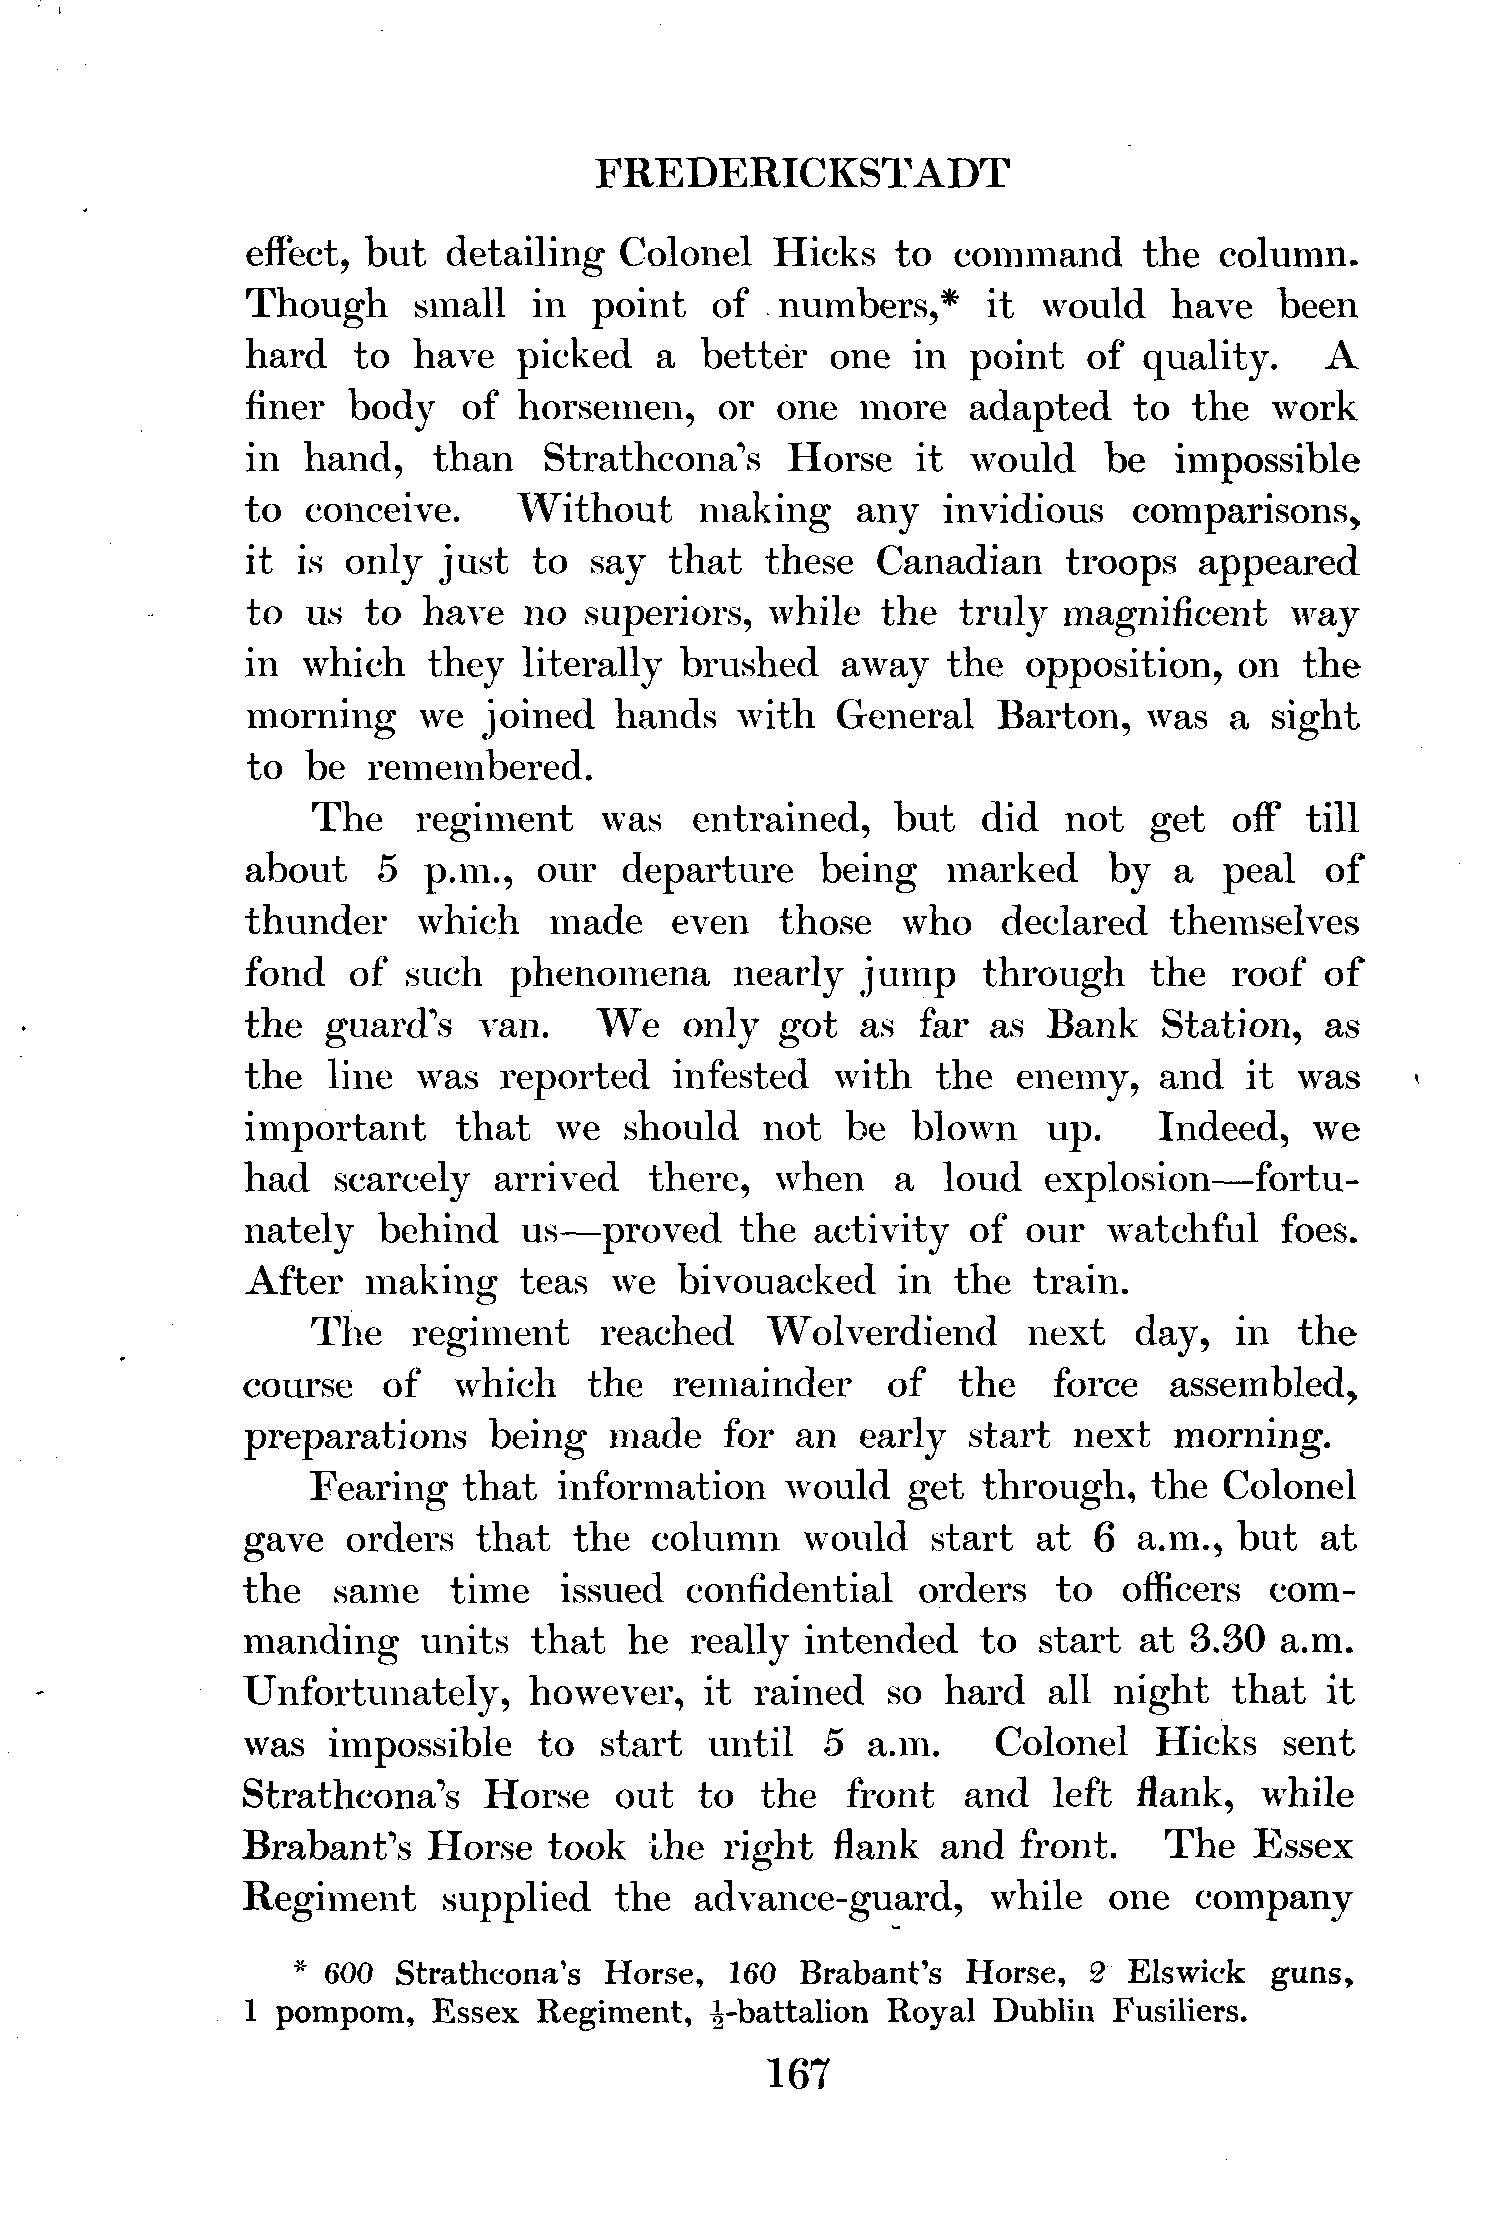 FREDERICKSTADT
effect, but detailing Colonel Hicks to command the column.
Though small in point of numbers,* it would have been
hard to have picked a better one in point of quality. A
finer body of horsemen, or one more adapted to the work
in hand, than Strathcona's Horse it would be impossible
to conceive. Without making any invidious comparisons,
it is only just to say that these Canadian troops appeared
to us to have no superiors, while the truly magnificent way
in which they literally brushed away the opposition, on the
morning we joined hands with General Barton, was a sight
to be remembered.
The regiment was entrained, but did not get off till
about 5 p.m., our departure being marked by a peal of
thunder which made even those who declared themselves
fond of such phenomena nearly jump through the roof of
the guard's van. We only got as far as Bank Station, as
the line was reported infested with the enemy, and it was
important that we should not be blown up. Indeed, we
had scarcely arrived there, when a loud explosion—fortu-
nately behind us—proved the activity of our watchful foes.
After making teas we bivouacked in the train.
The regiment reached Wolverdiend next day, in the
course of which the remainder of the force assembled,
preparations being made for an early start next morning.
Fearing that information would get through, the Colonel
gave orders that the column would start at 6 a.m., but at
the same time issued confidential orders to officers com-
manding units that he really intended to start at 3.30 a.m.
Unfortunately, however, it rained so hard all night that it
was impossible to start until 5 a.m. Colonel Hicks sent
Strathcona's Horse out to the front and left flank, while
Brabant's Horse took the right flank and front. The Essex
Regiment supplied the advance-guard, while one company
* 600 Strathcona's Horse, 160 Brabant's Horse, 2 Elswick guns,
1 pompom, Essex Regiment, ½-battalion Royal Dublin Fusiliers.
167